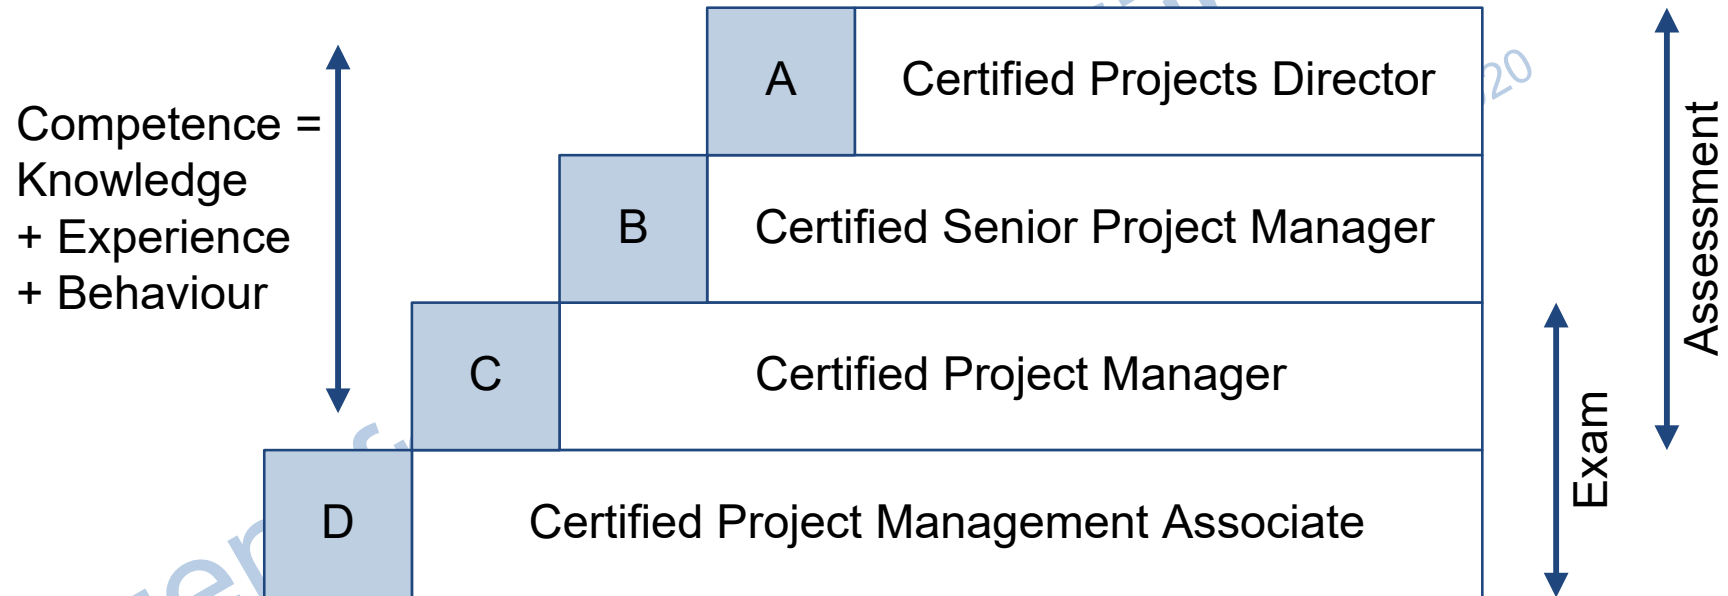 Competence =
Knowledge
+ Experience
+ Behaviour
A
Certified Projects Director
B
Certified Senior Project Manager
C
Certified Project Manager
D
Certified Project Management Associate
Exam
Assessment
20